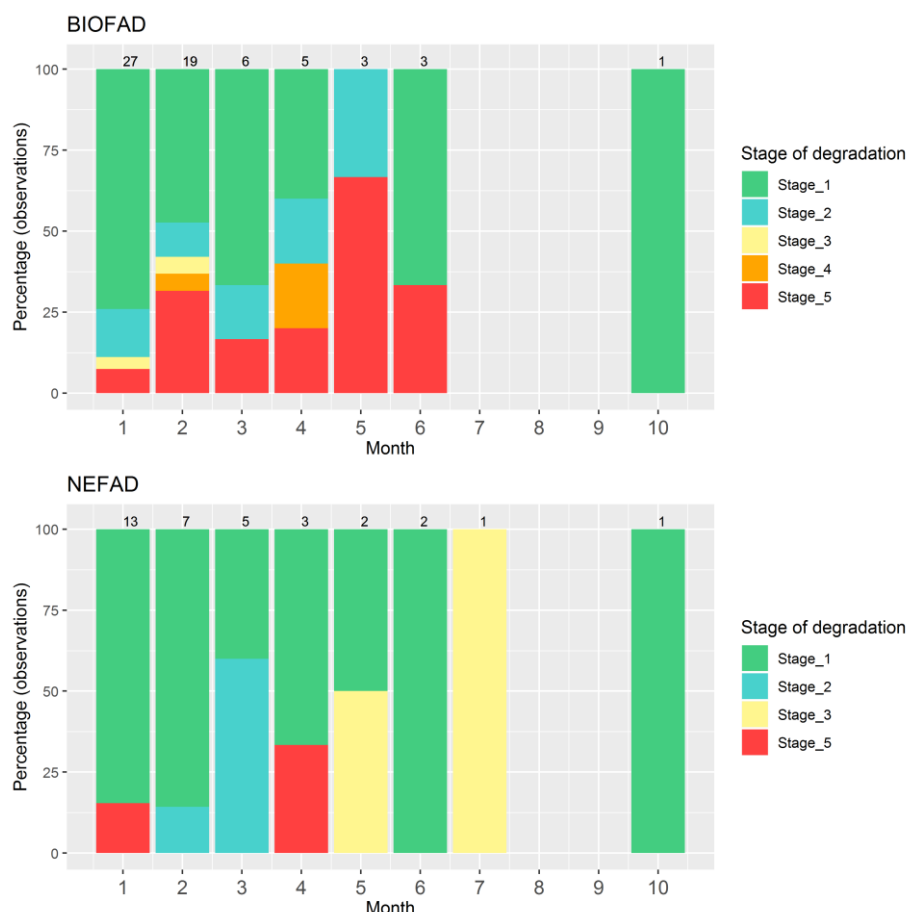 BIOFAD
27 19 6 5 3 3 1
100
75
50
25
0
Percentage (observations)
1 2 3 4 5 6 7 8 9 10
Month
Stage of degradation
Stage_1
Stage_2
Stage_3
Stage_4
Stage_5
NEFAD
13 7 5 3 2 2 1 1
100
75
50
25
0
Percentage (observations)
1 2 3 4 5 6 7 8 9 10
Month
Stage of degradation
Stage_1
Stage_2
Stage_3
Stage_5